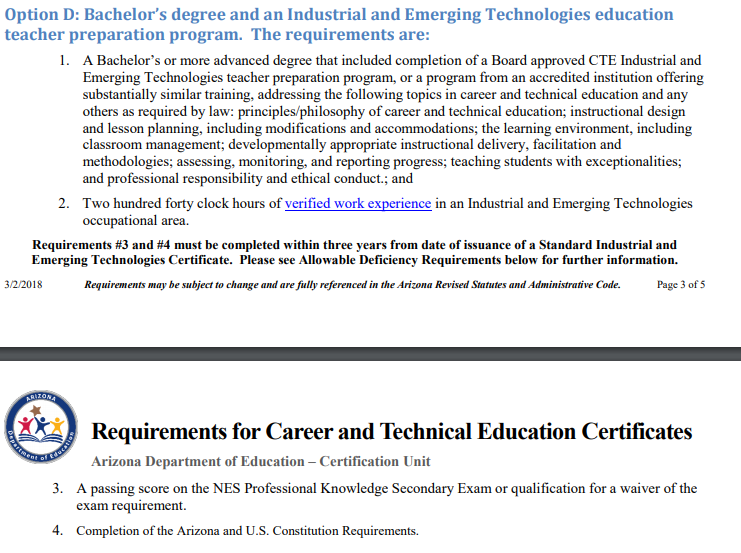 Option D: Bachelor's degree and an Industrial and Emerging Technologies education
teacher preparation program.  The requirements are:
1. A Bachelor's or more advanced degree that included completion of a Board approved CTE Industrial and
Emerging Technologies teacher preparation program, or a program from an accredited institution offering
substantially similar training, addressing the following topics in career and technical education and any
others as required by law: principles/philosophy of career and technical education; instructional design
and lesson planning, including modifications and accommodations; the learning environment, including
classroom management; developmentally appropriate instructional delivery, facilitation and
methodologies; assessing, monitoring, and reporting progress; teaching students with exceptionalities;
and professional responsibility and ethical conduct.; and
2. Two hundred forty clock hours of verified work experience in an Industrial and Emerging Technologies
occupational area.
Requirements #3 and #4 must be completed within three years from date of issuance of a Standard Industrial and
Emerging Technologies Certificate.  Please see Allowable Deficiency Requirements below for further information.
3/2/2018 Requirements may be subject to change and are fully referenced in the Arizona Revised Statutes and Administrative Code. Page 3 of 5
ARIZONA
Department of Education
Requirements for Career and Technical Education Certificates
Arizona Department of Education – Certification Unit
3. A passing score on the NES Professional Knowledge Secondary Exam or qualification for a waiver of the
exam requirement.
4. Completion of the Arizona and U.S. Constitution Requirements.